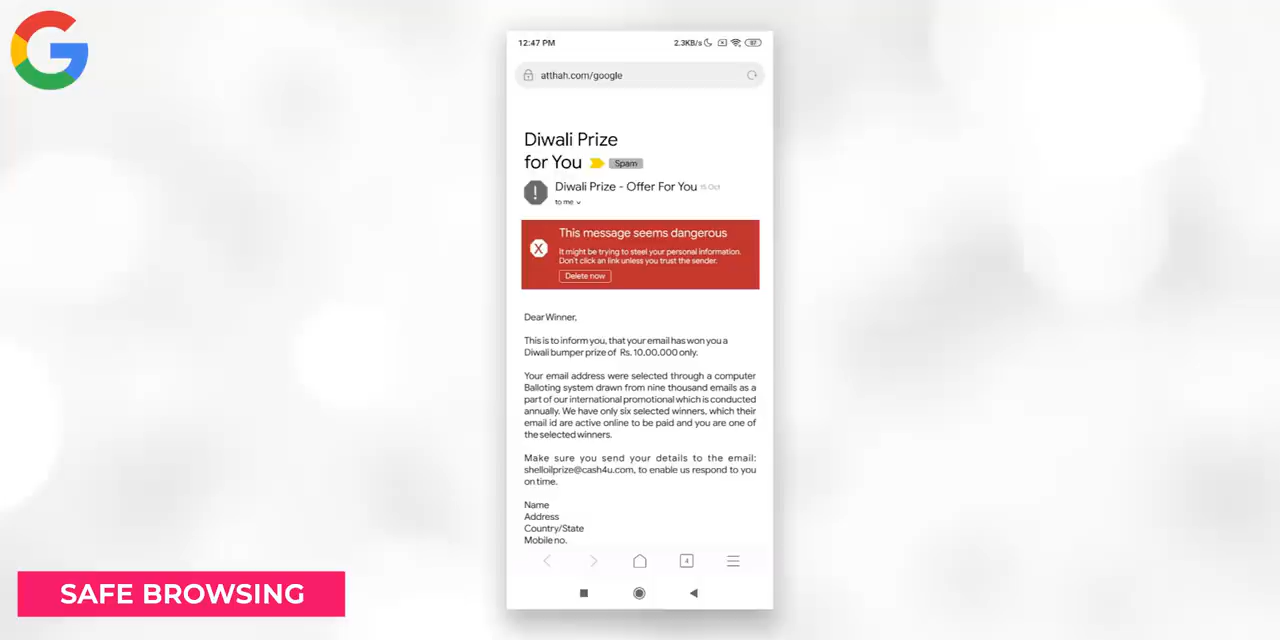 12:47 PM
2.3KB/s 87
atthah.com/google
Diwali Prize
for You Spam
Diwali Prize - Offer For You 15 Oct
to me
This message seems dangerous
It might be trying to steel your personal information.
Don't click an link unless you trust the sender.
Delete now
Dear Winner,
This is to inform you, that your email has won you a
Diwali bumper prize of Rs. 10,00,000 only.
Your email address were selected through a computer
Balloting system drawn from nine thousand emails as a
part of our international promotional which is conducted
annually. We have only six selected winners, which their
email id are active online to be paid and you are one of
the selected winners.
Make sure you send your details to the email:
shelloilprize@cash4u.com, to enable us respond to you
on time.
Name
Address
Country/State
Mobile no.
4
SAFE BROWSING